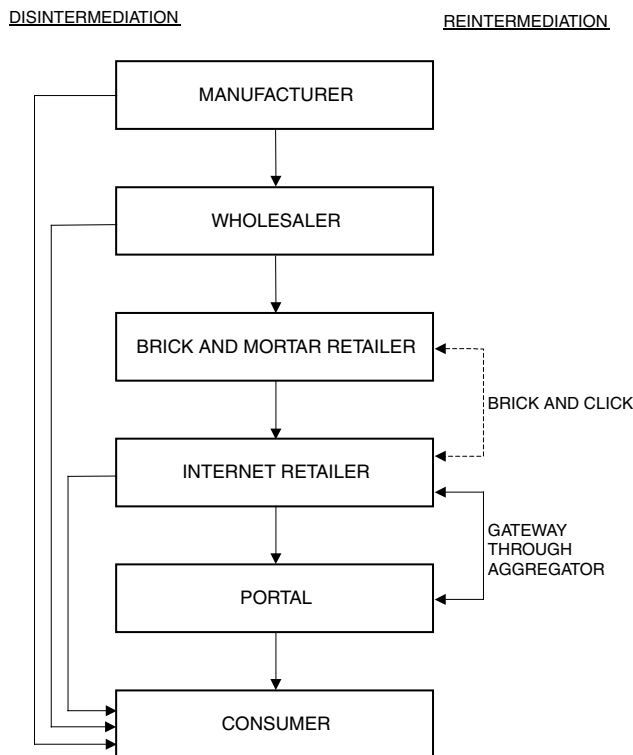 DISINTERMEDIATION
REINTERMEDIATION
MANUFACTURER
WHOLESALER
BRICK AND MORTAR RETAILER
BRICK AND CLICK
INTERNET RETAILER
GATEWAY
THROUGH
AGGREGATOR
PORTAL
CONSUMER